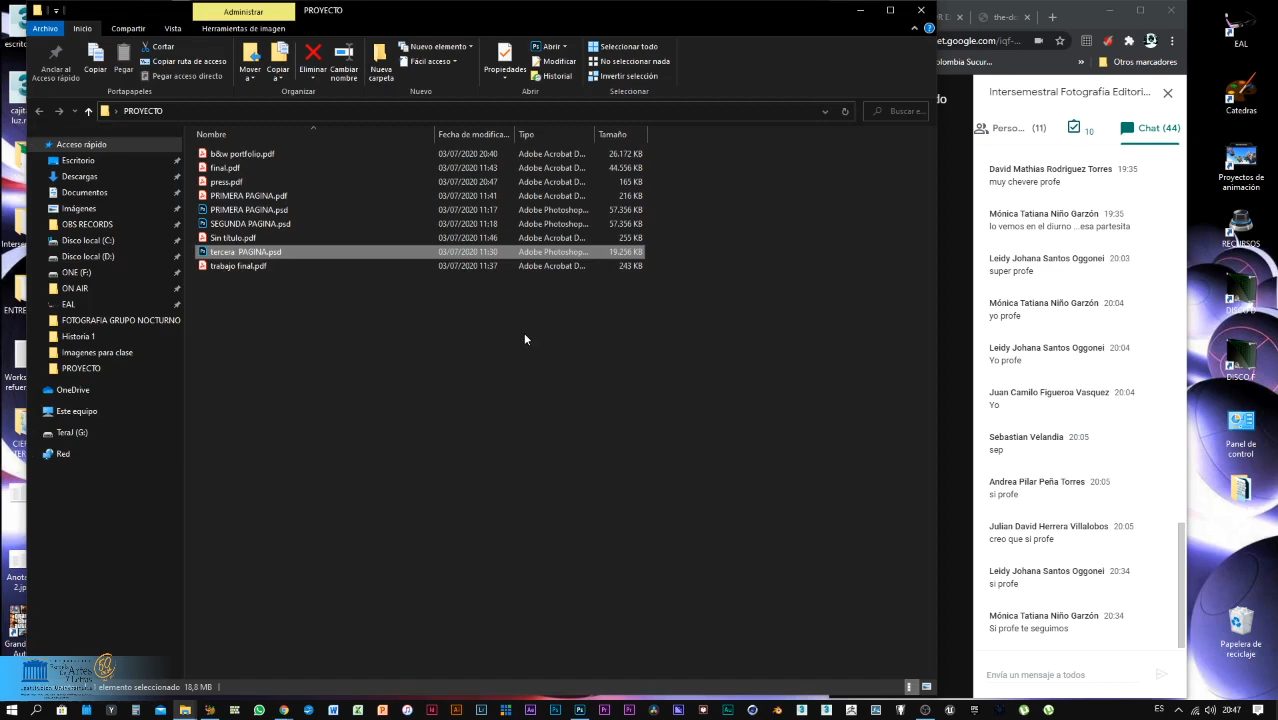 Administrar
PROYECTO
Archivo
Inicio
Compartir
Vista
Herramientas de imagen
Anclar al
Acceso rápido
Copiar
Pegar
Cortar
Copiar ruta de acceso
Pegar acceso directo
Portapapeles
Mover
a
Copiar
a
Eliminar
Cambiar
nombre
Organizar
Nueva
carpeta
Nuevo elemento
Fácil acceso
Nuevo
Propiedades
Abrir
Modificar
Historial
Abrir
Seleccionar todo
No seleccionar nada
Invertir selección
Seleccionar
PROYECTO
Buscar e...
Nombre
Fecha de modifica...
Tipo
Tamaño
b&w portfolio.pdf 03/07/2020 20:40 Adobe Acrobat D... 26.172 KB
final.pdf 03/07/2020 11:43 Adobe Acrobat D... 44.556 KB
press.pdf 03/07/2020 20:47 Adobe Acrobat D... 165 KB
PRIMERA PAGINA.pdf 03/07/2020 11:41 Adobe Acrobat D... 216 KB
PRIMERA PAGINA.psd 03/07/2020 11:17 Adobe Photoshop... 57.356 KB
SEGUNDA PAGINA.psd 03/07/2020 11:18 Adobe Photoshop... 57.356 KB
Sin título.pdf 03/07/2020 11:46 Adobe Acrobat D... 255 KB
tercera PAGINA.psd 03/07/2020 11:30 Adobe Photoshop... 19.256 KB
trabajo final.pdf 03/07/2020 11:37 Adobe Acrobat D... 243 KB
Acceso rápido
Escritorio
Descargas
Documentos
Imágenes
OBS RECORDS
Disco local (C:)
Disco local (D:)
ONE (F:)
ON AIR
EAL
FOTOGRAFIA GRUPO NOCTURNO
Historia 1
Imagenes para clase
PROYECTO
OneDrive
Este equipo
TeraJ (G:)
Red
elemento seleccionado 18,8 MB
the-do
et.google.com/iqf-
olombia Sucur...
»
Otros marcadores
do
Intersemestral Fotografia Editori...
Perso... (11)
10
Chat (44)
David Mathias Rodriguez Torres 19:35
muy chevere profe
Mónica Tatiana Niño Garzón 19:35
lo vemos en el diurno ...esa partesita
Leidy Johana Santos Oggonei 20:03
super profe
Mónica Tatiana Niño Garzón 20:04
yo profe
Leidy Johana Santos Oggonei 20:04
Yo profe
Juan Camilo Figueroa Vasquez 20:04
Yo
Sebastian Velandia 20:05
sep
Andrea Pilar Peña Torres 20:05
si profe
Julian David Herrera Villalobos 20:05
creo que si profe
Leidy Johana Santos Oggonei 20:34
si profe
Mónica Tatiana Niño Garzón 20:34
Si profe te seguimos
Envía un mensaje a todos
EAL
Catedras
Proyectos de
animación
RECURSOS
DISCO D
DISCO F
Panel de
control
Papelera de
reciclaje
ES
20:47